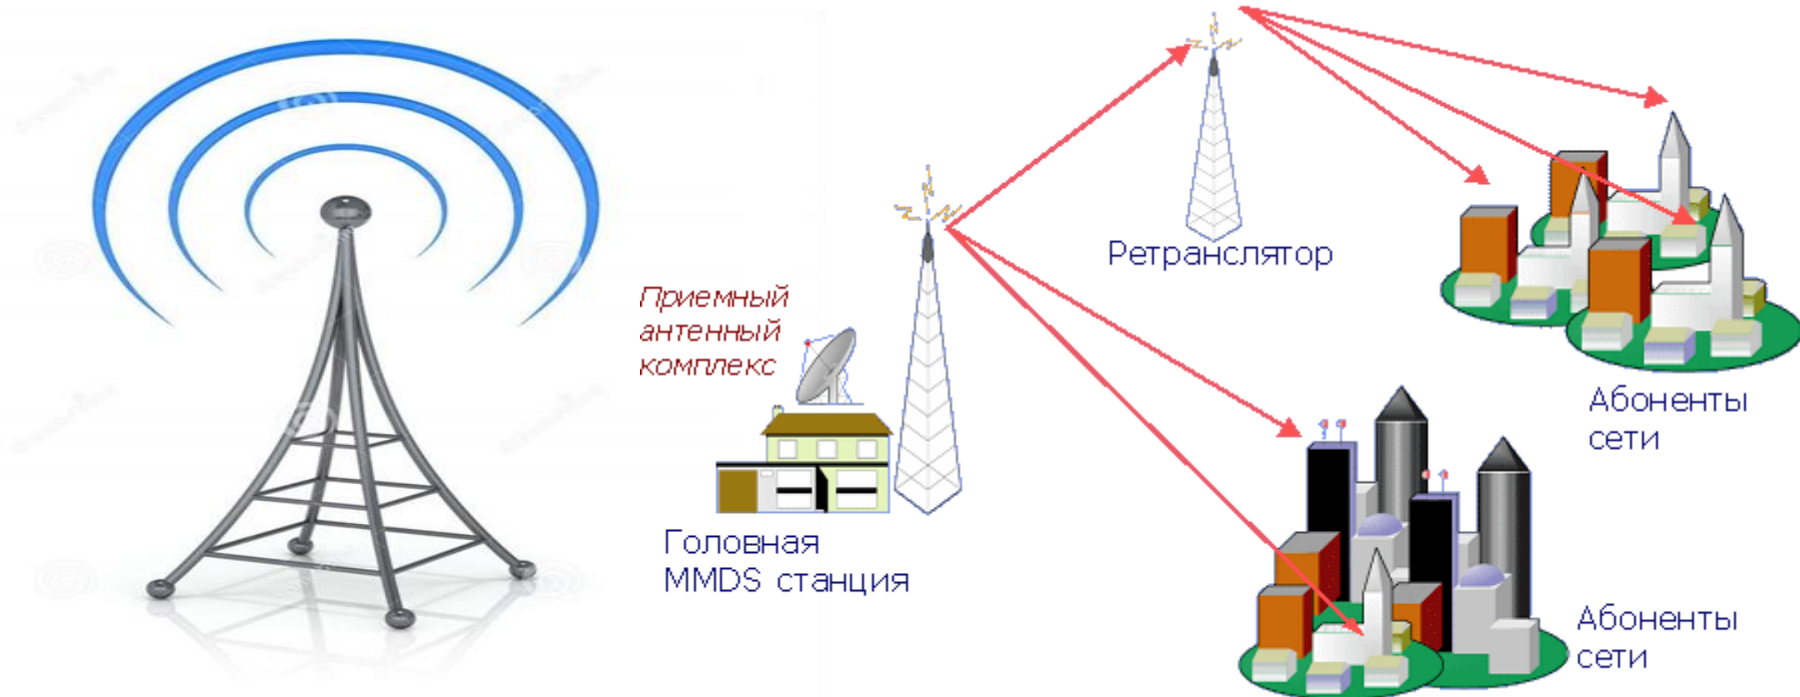 Приемный
антенный
комплекс
Головная
MMDS станция
Ретранслятор
Абоненты
сети
Абоненты
сети